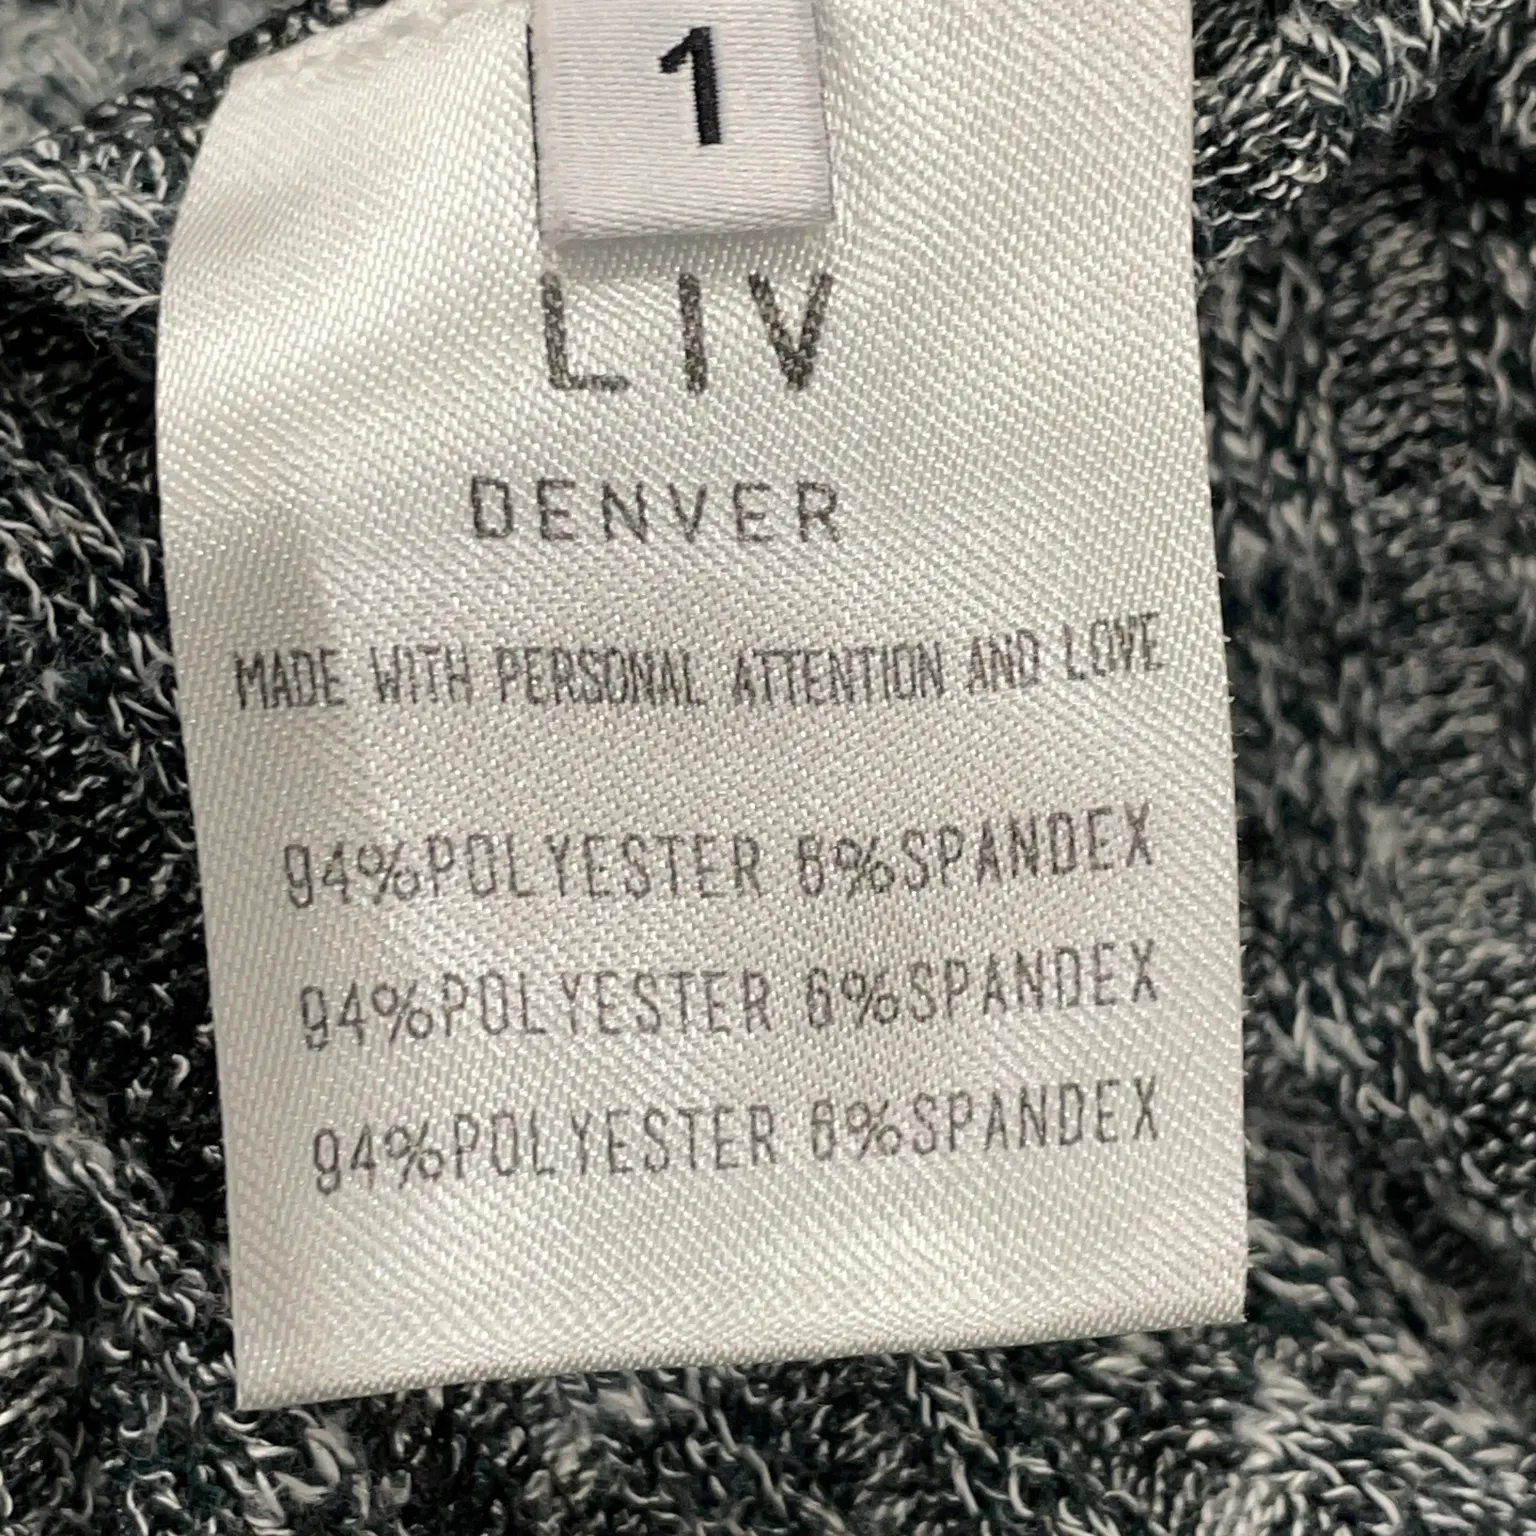 1
LIV
DENVER
MADE WITH PERSONAL ATTENTION AND LOVE
94%POLYESTER 6%SPANDEX
94%POLYESTER 6%SPANDEX
94%POLYESTER 6%SPANDEX